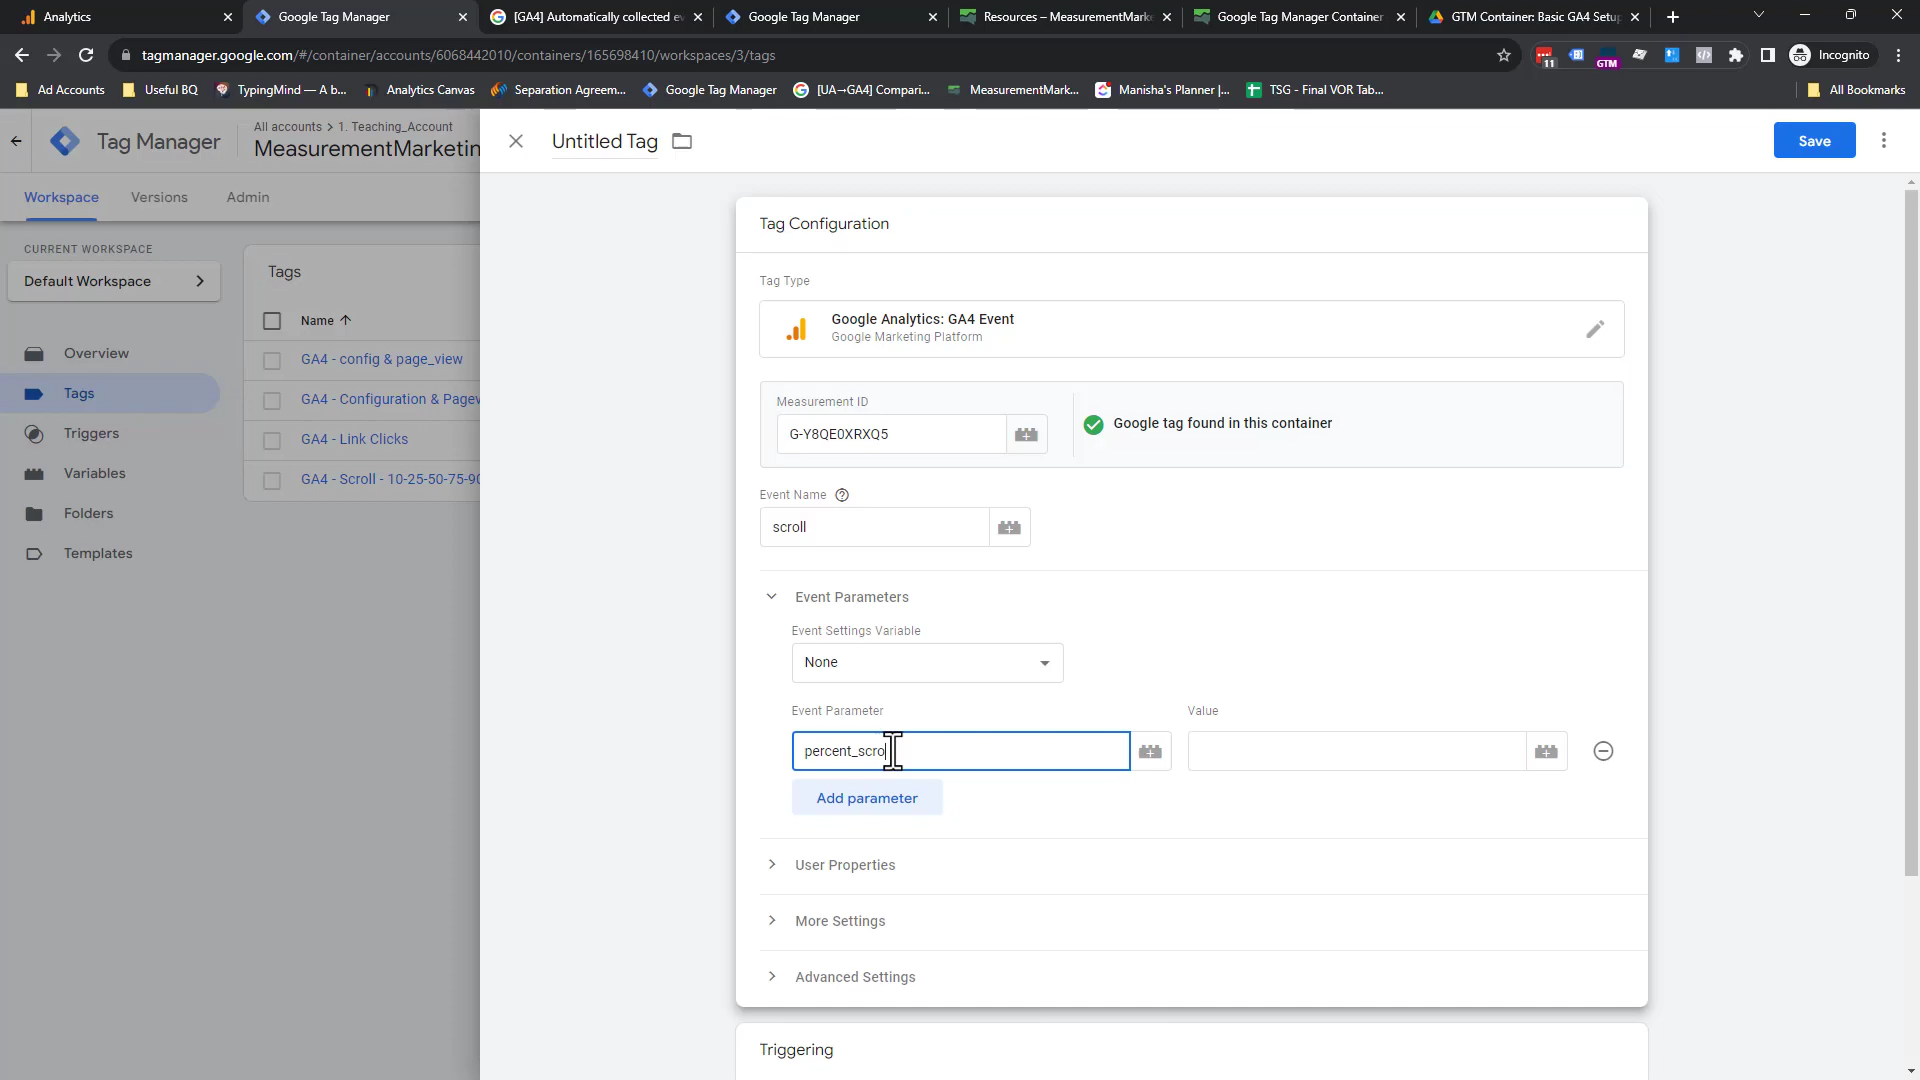 Analytics
Google Tag Manager
[GA4] Automatically collected ev
Google Tag Manager
Resources – MeasurementMarke
Google Tag Manager Container
GTM Container: Basic GA4 Setup
tagmanager.google.com/#/container/accounts/6068442010/containers/165698410/workspaces/3/tags
11
GTM
Incognito
Ad Accounts
Useful BQ
TypingMind — A b...
Analytics Canvas
Separation Agreem...
Google Tag Manager
[UA→GA4] Compari...
MeasurementMark...
Manisha's Planner |...
TSG - Final VOR Tab...
All Bookmarks
Tag Manager
All accounts > 1. Teaching_Account
MeasurementMarketin
Untitled Tag
Save
Workspace
Versions
Admin
CURRENT WORKSPACE
Default Workspace
Overview
Tags
Triggers
Variables
Folders
Templates
Tags
Name
GA4 - config & page_view
GA4 - Configuration & Pagev
GA4 - Link Clicks
GA4 - Scroll - 10-25-50-75-90
Tag Configuration
Tag Type
Google Analytics: GA4 Event
Google Marketing Platform
Measurement ID
G-Y8QE0XRXQ5
Google tag found in this container
Event Name
scroll
Event Parameters
Event Settings Variable
None
Event Parameter
Value
percent_scro
Add parameter
User Properties
More Settings
Advanced Settings
Triggering